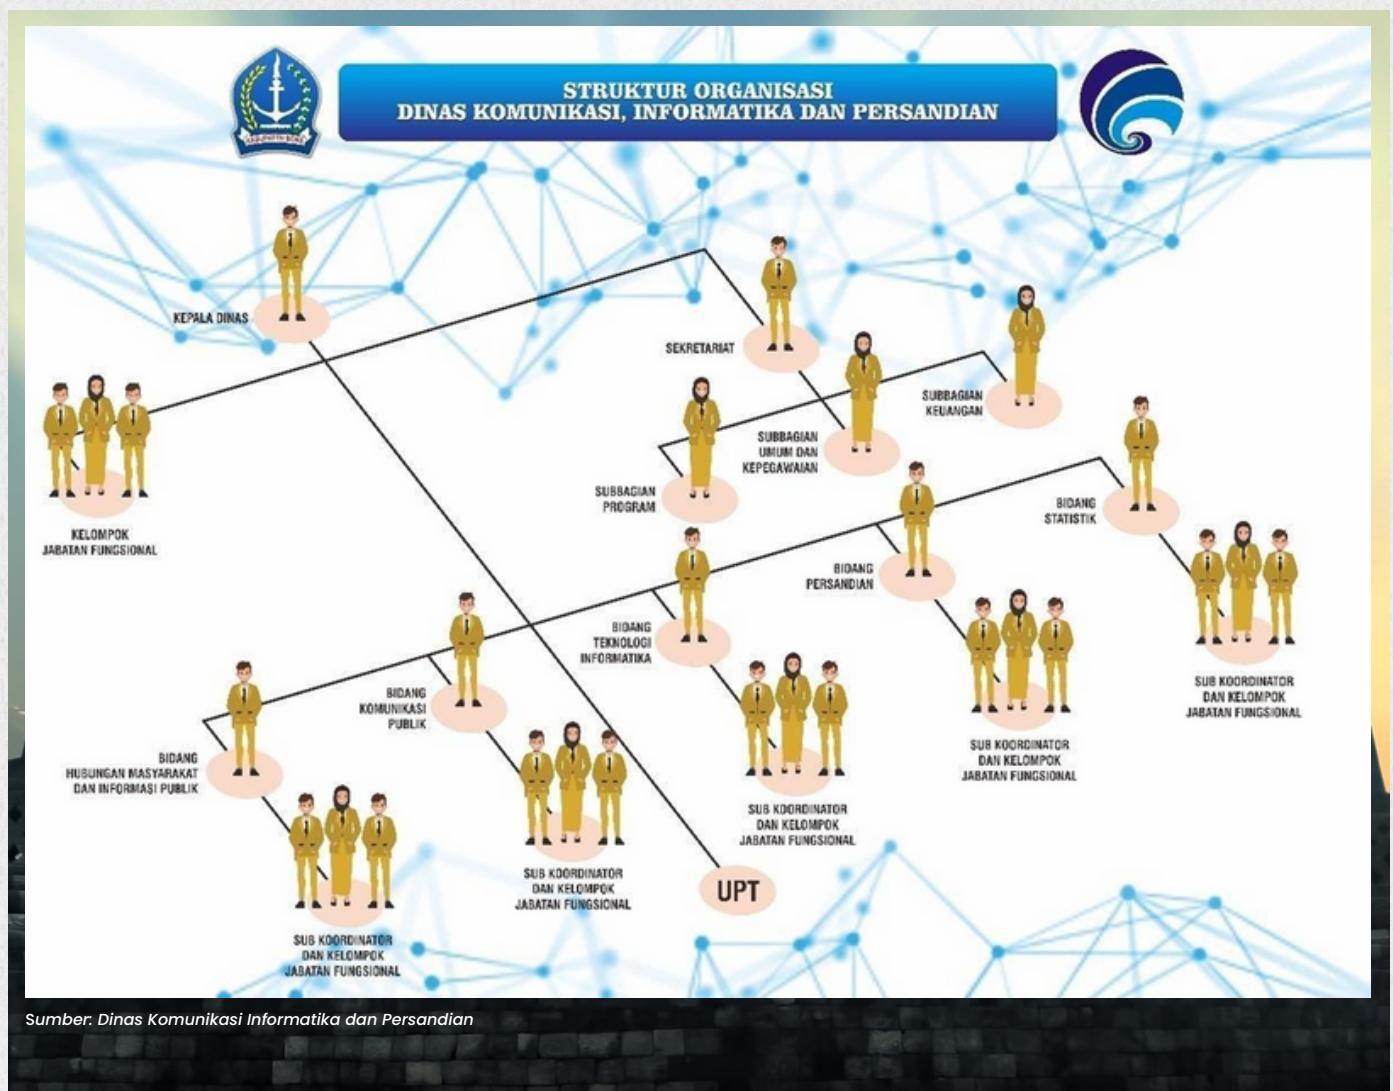 STRUKTUR ORGANISASI
DINAS KOMUNIKASI, INFORMATIKA DAN PERSANDIAN
KEPALA DINAS
SEKRETARIAT
SUBBAGIAN
KEUANGAN
SUBBAGIAN
UMUM DAN
KEPEGAWAIAN
SUBBAGIAN
PROGRAM
KELOMPOK
JABATAN FUNGSIONAL
BIDANG
STATISTIK
BIDANG
PERSANDIAN
BIDANG
TEKNOLOGI
INFORMATIKA
BIDANG
KOMUNIKASI
PUBLIK
BIDANG
HUBUNGAN MASYARAKAT
DAN INFORMASI PUBLIK
SUB KOORDINATOR
DAN KELOMPOK
JABATAN FUNGSIONAL
SUB KOORDINATOR
DAN KELOMPOK
JABATAN FUNGSIONAL
SUB KOORDINATOR
DAN KELOMPOK
JABATAN FUNGSIONAL
SUB KOORDINATOR
DAN KELOMPOK
JABATAN FUNGSIONAL
SUB KOORDINATOR
DAN KELOMPOK
JABATAN FUNGSIONAL
UPT
Sumber: Dinas Komunikasi Informatika dan Persandian